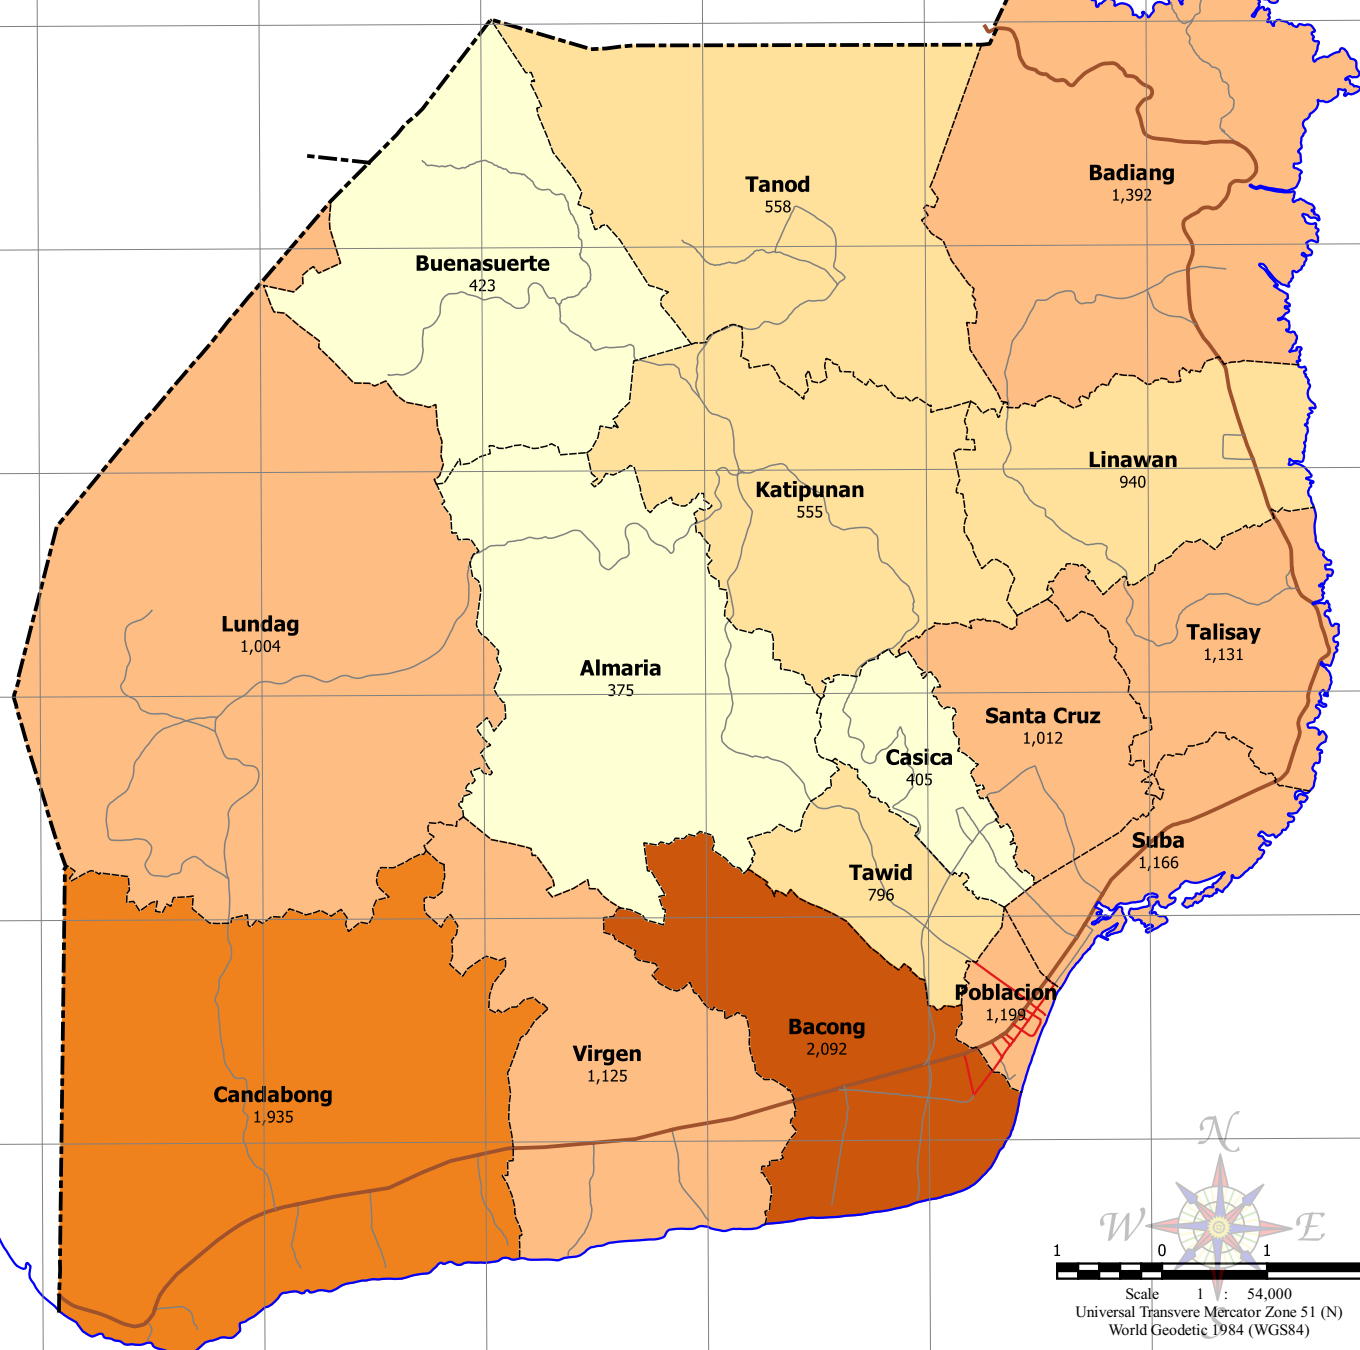 Badiang
1,392
Tanod
558
Buenasuerte
423
Linawan
940
Katipunan
555
Lundag
1,004
Talisay
1,131
Almaria
375
Santa Cruz
1,012
Casica
405
Suba
1,166
Tawid
796
Poblacion
1,199
Bacong
2,092
Virgen
1,125
Candabong
1,935
N
W
E
S
1 0 1
Scale 1 : 54,000
Universal Transvere Mercator Zone 51 (N)
World Geodetic 1984 (WGS84)